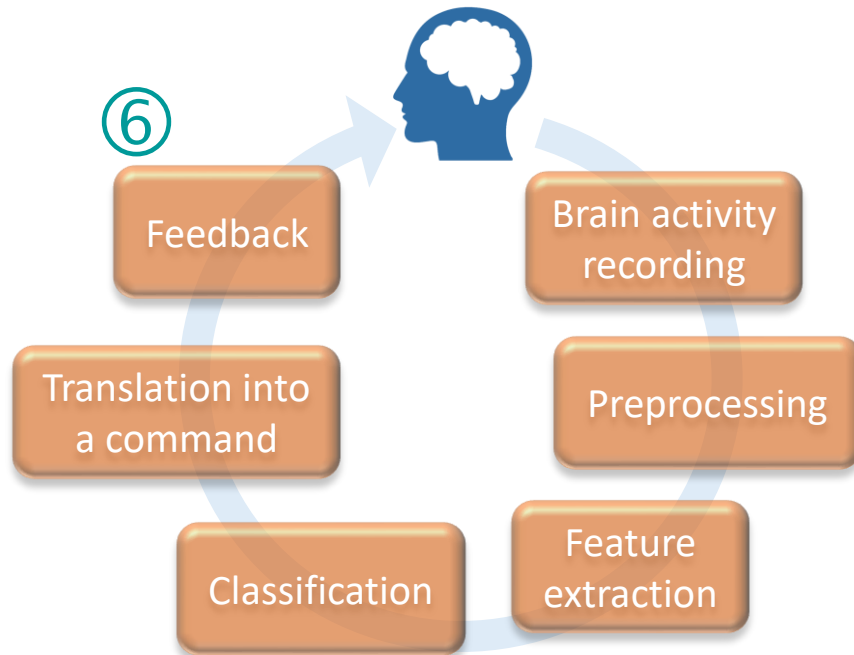 ⑥
Feedback
Brain activity
recording
Translation into
a command
Preprocessing
Classification
Feature
extraction